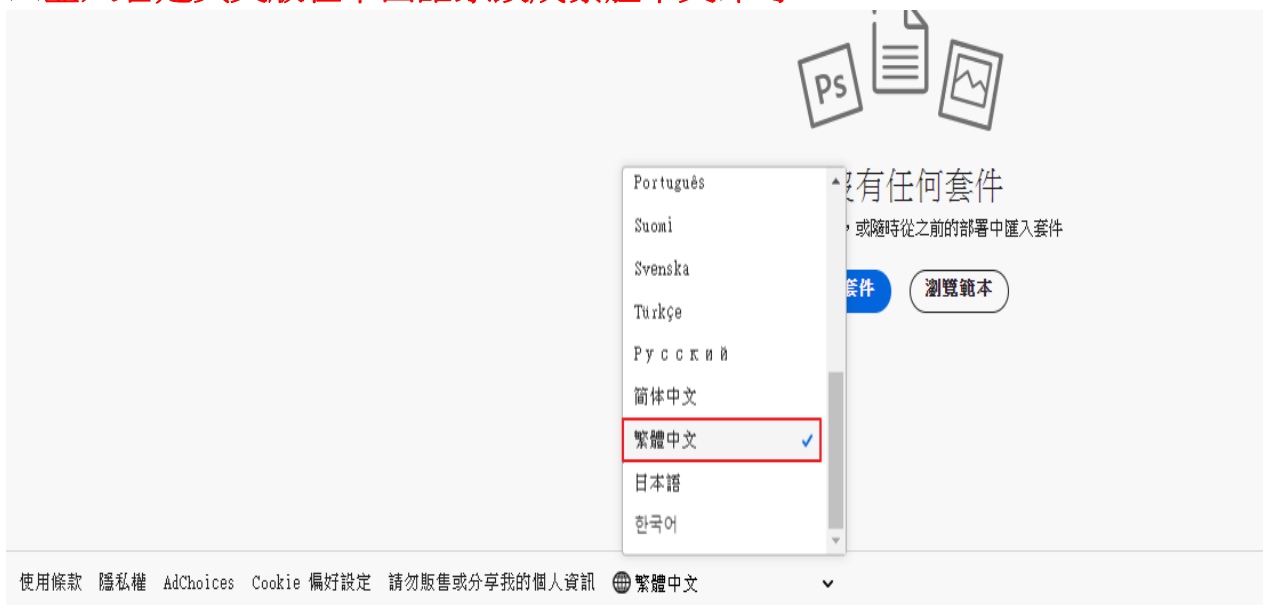 Ps
Português
沒有任何套件
Suomi
,或隨時從之前的部署中匯入套件
Svenska
套件
瀏覽範本
Türkçe
Русский
简体中文
繁體中文
日本語
한국어
使用條款 隱私權 AdChoices Cookie 偏好設定 請勿販售或分享我的個人資訊 繁體中文